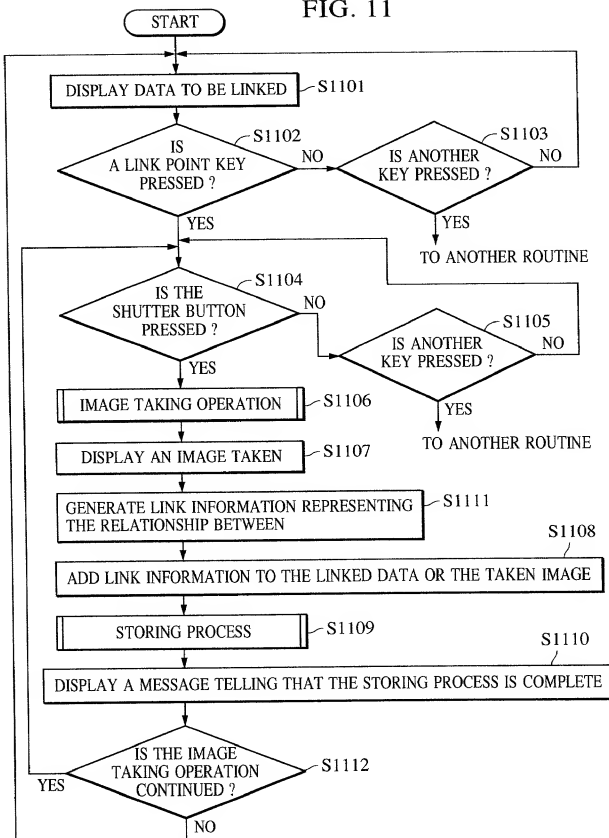 FIG. 11
START
DISPLAY DATA TO BE LINKED
S1101
IS
A LINK POINT KEY
PRESSED ?
S1102
NO
YES
IS ANOTHER
KEY PRESSED ?
S1103
NO
YES
TO ANOTHER ROUTINE
IS THE
SHUTTER BUTTON
PRESSED ?
S1104
NO
YES
IS ANOTHER
KEY PRESSED ?
S1105
NO
YES
TO ANOTHER ROUTINE
IMAGE TAKING OPERATION
S1106
DISPLAY AN IMAGE TAKEN
S1107
GENERATE LINK INFORMATION REPRESENTING
THE RELATIONSHIP BETWEEN
S1111
S1108
ADD LINK INFORMATION TO THE LINKED DATA OR THE TAKEN IMAGE
STORING PROCESS
S1109
S1110
DISPLAY A MESSAGE TELLING THAT THE STORING PROCESS IS COMPLETE
IS THE IMAGE
TAKING OPERATION
CONTINUED ?
S1112
YES
NO